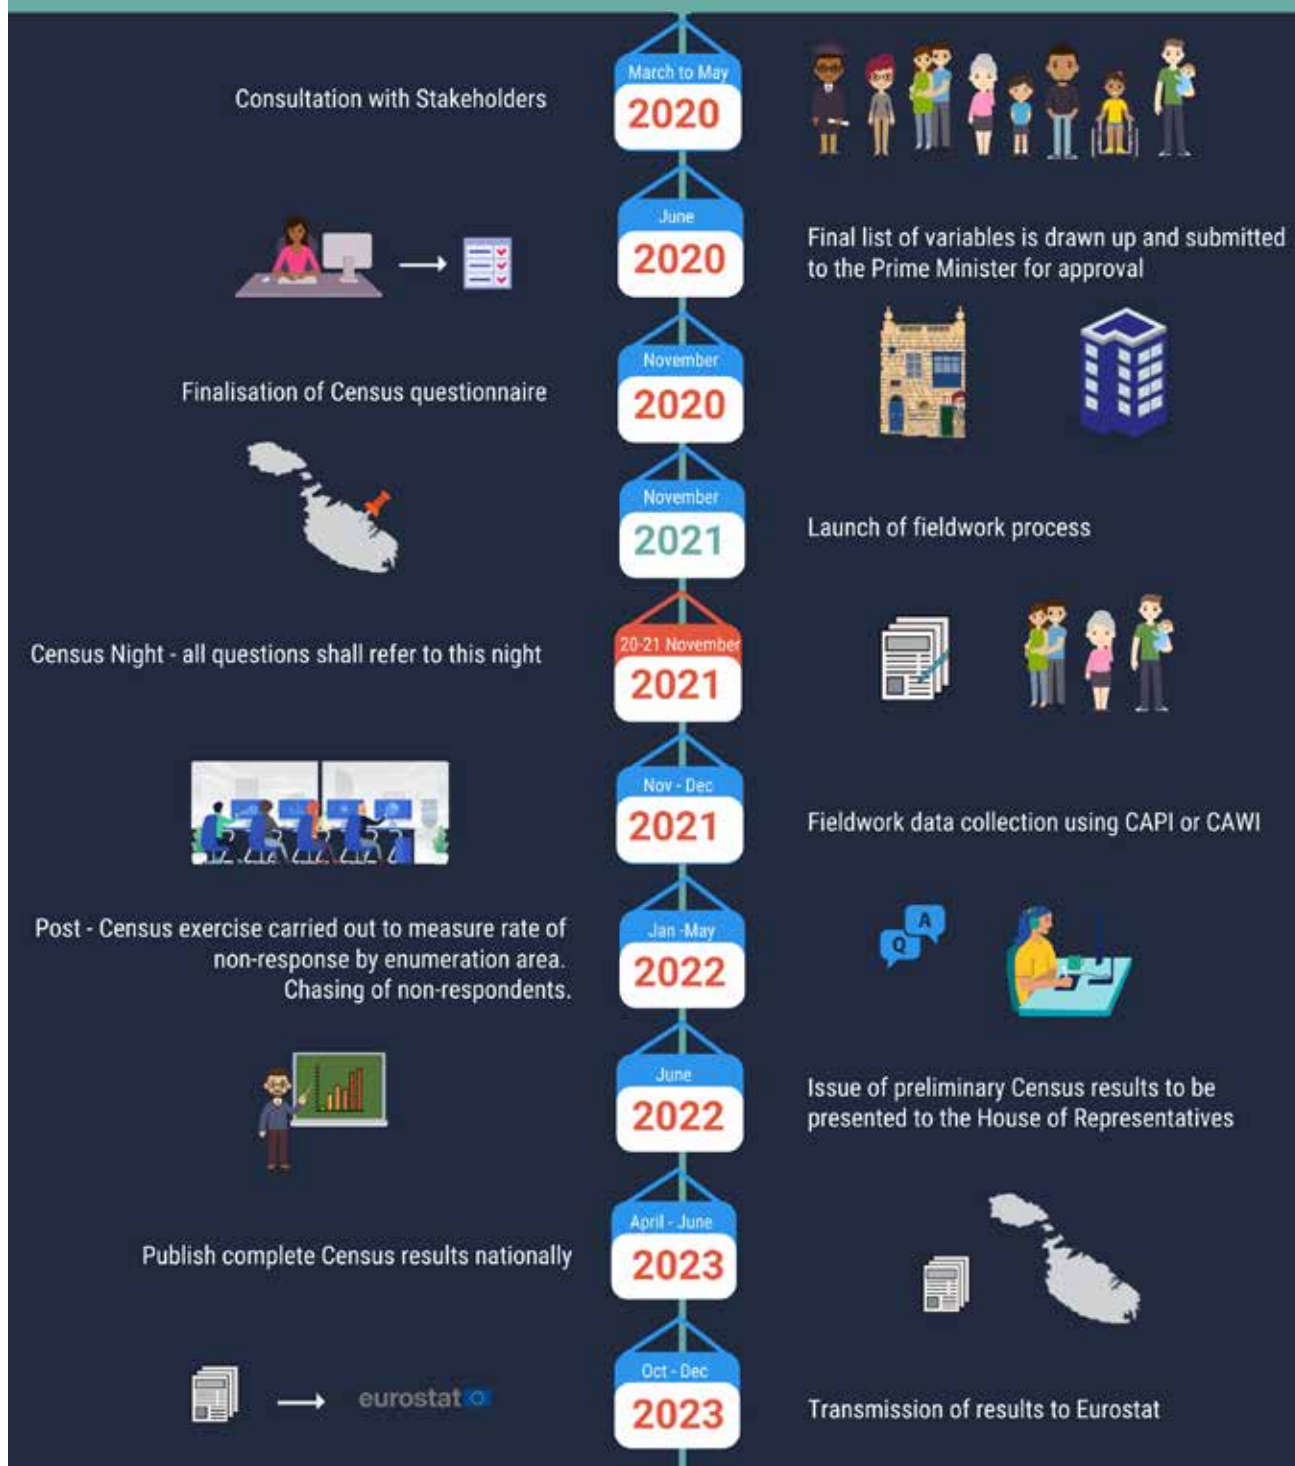 March to May
2020
Consultation with Stakeholders
June
2020
Final list of variables is drawn up and submitted
to the Prime Minister for approval
November
2020
Finalisation of Census questionnaire
November
2021
Launch of fieldwork process
20-21 November
2021
Census Night - all questions shall refer to this night
Nov - Dec
2021
Fieldwork data collection using CAPI or CAWI
Jan -May
2022
Post - Census exercise carried out to measure rate of
non-response by enumeration area.
Chasing of non-respondents.
Q
A
June
2022
Issue of preliminary Census results to be
presented to the House of Representatives
April - June
2023
Publish complete Census results nationally
Oct - Dec
2023
eurostat
Transmission of results to Eurostat